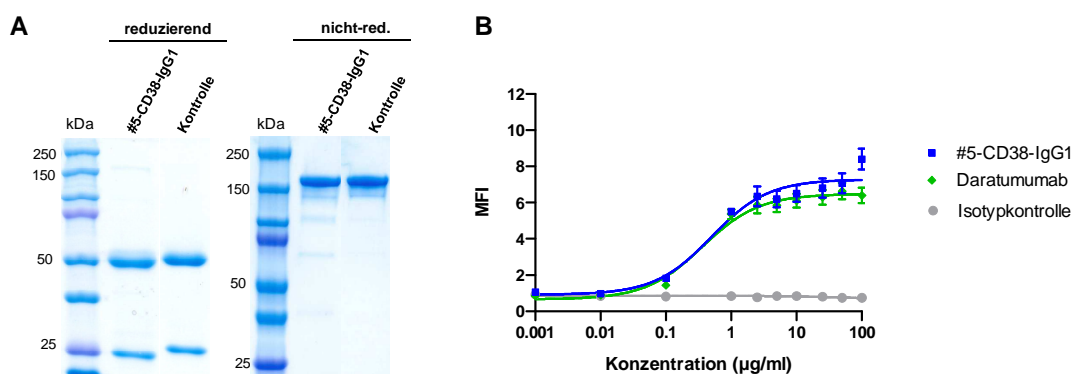 A
reduzierend
nicht-red.
#5-CD38-IgG1
Kontrolle
#5-CD38-IgG1
Kontrolle
kDa
250
150
50
25
kDa
250
150
50
25
B
12
10
8
6
4
2
0
MFI
0.001
0.01
0.1
1
10
100
Konzentration (µg/ml)
#5-CD38-IgG1
Daratumumab
Isotypkontrolle